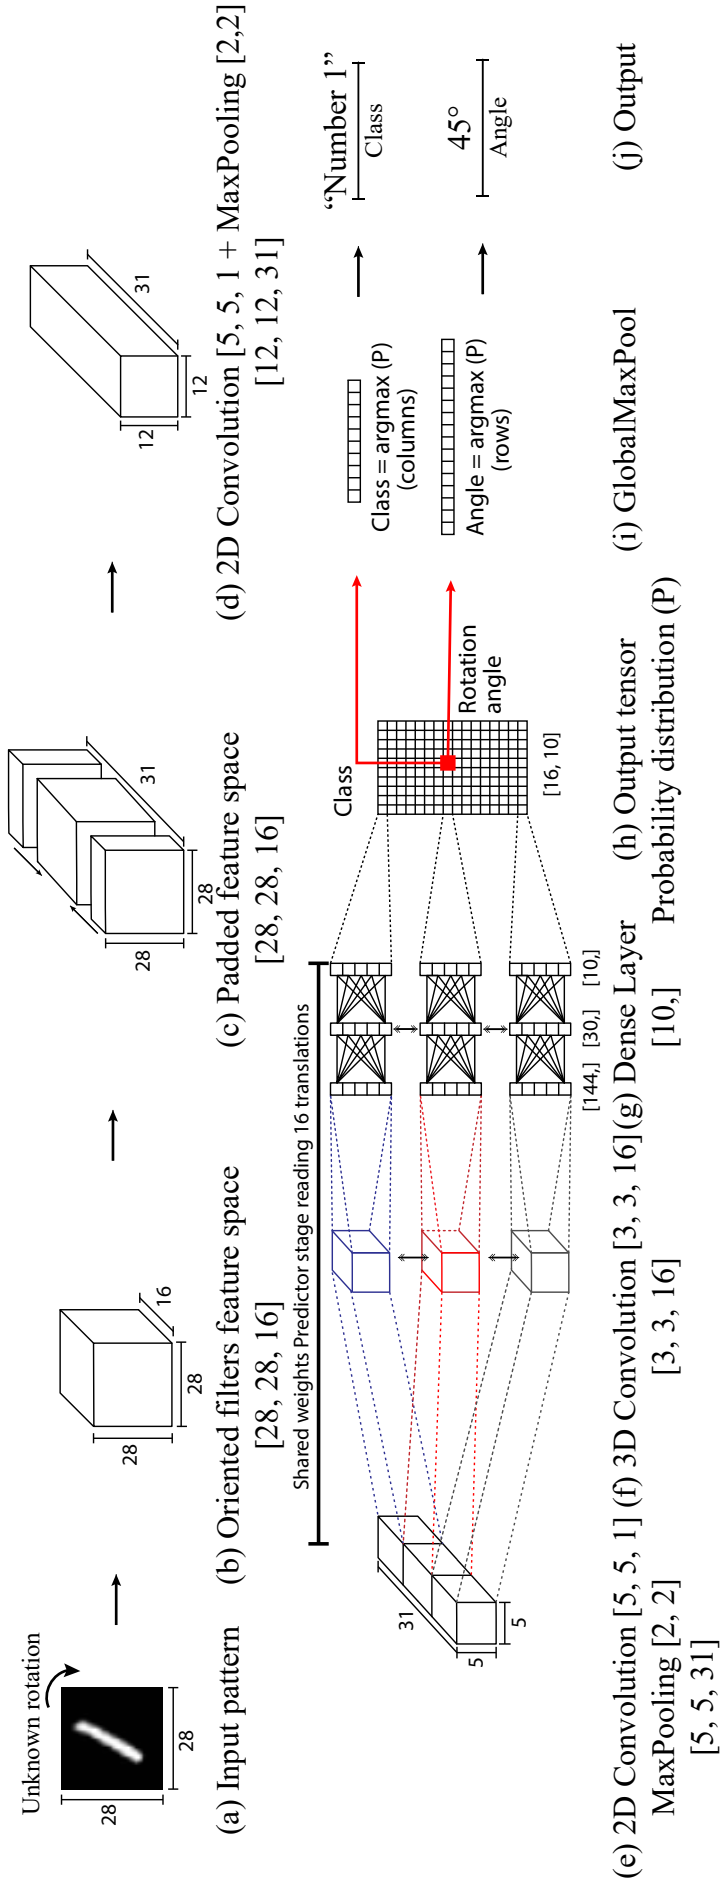 Unknown rotation
28
28
(a) Input pattern
28
28
16
(b) Oriented filters feature space
[28, 28, 16]
28
28
31
(c) Padded feature space
[28, 28, 16]
12
12
31
(d) 2D Convolution [5, 5, 1 + MaxPooling [2,2]
[12, 12, 31]
Shared weights Predictor stage reading 16 translations
31
5
5
(e) 2D Convolution [5, 5, 1]
MaxPooling [2, 2]
[5, 5, 31]
(f) 3D Convolution [3, 3, 16]
[3, 3, 16]
[144,]
[30,]
[10,]
(g) Dense Layer
[10,]
Class
Rotation
angle
[16, 10]
(h) Output tensor
Probability distribution (P)
Class = argmax (P)
(columns)
Angle = argmax (P)
(rows)
(i) GlobalMaxPool
“Number 1”
Class
45°
Angle
(j) Output